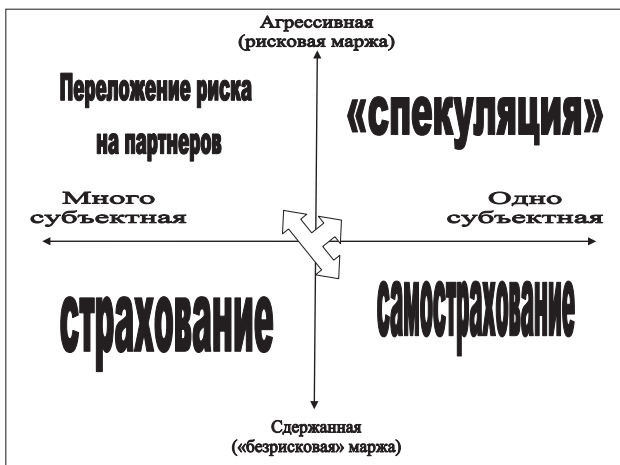 Агрессивная
(рисковая маржа)
Переложение риска
на партнеров
«спекуляция»
Много
субъектная
Одно
субъектная
страхование
самострахование
Сдержанная
(«безрисковая» маржа)